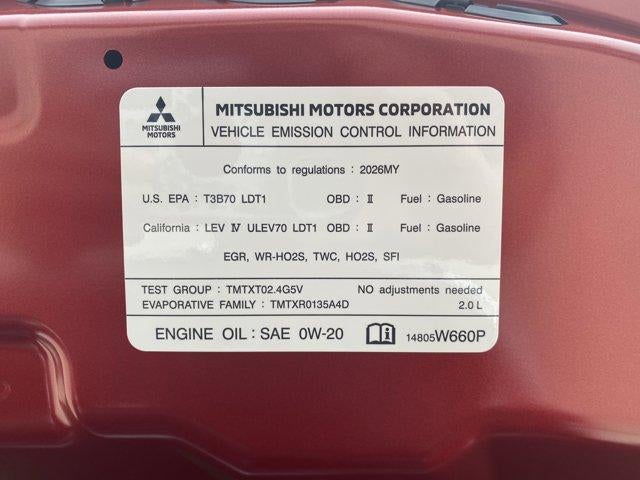 MITSUBISHI MOTORS
MITSUBISHI MOTORS CORPORATION
VEHICLE EMISSION CONTROL INFORMATION
Conforms to regulations : 2026MY
U.S. EPA : T3B70 LDT1 OBD : Ⅱ Fuel : Gasoline
California : LEV Ⅳ ULEV70 LDT1 OBD : Ⅱ Fuel : Gasoline
EGR, WR-HO2S, TWC, HO2S, SFI
TEST GROUP : TMTXT02.4G5V NO adjustments needed
EVAPORATIVE FAMILY : TMTXR0135A4D 2.0 L
ENGINE OIL : SAE 0W-20 14805W660P